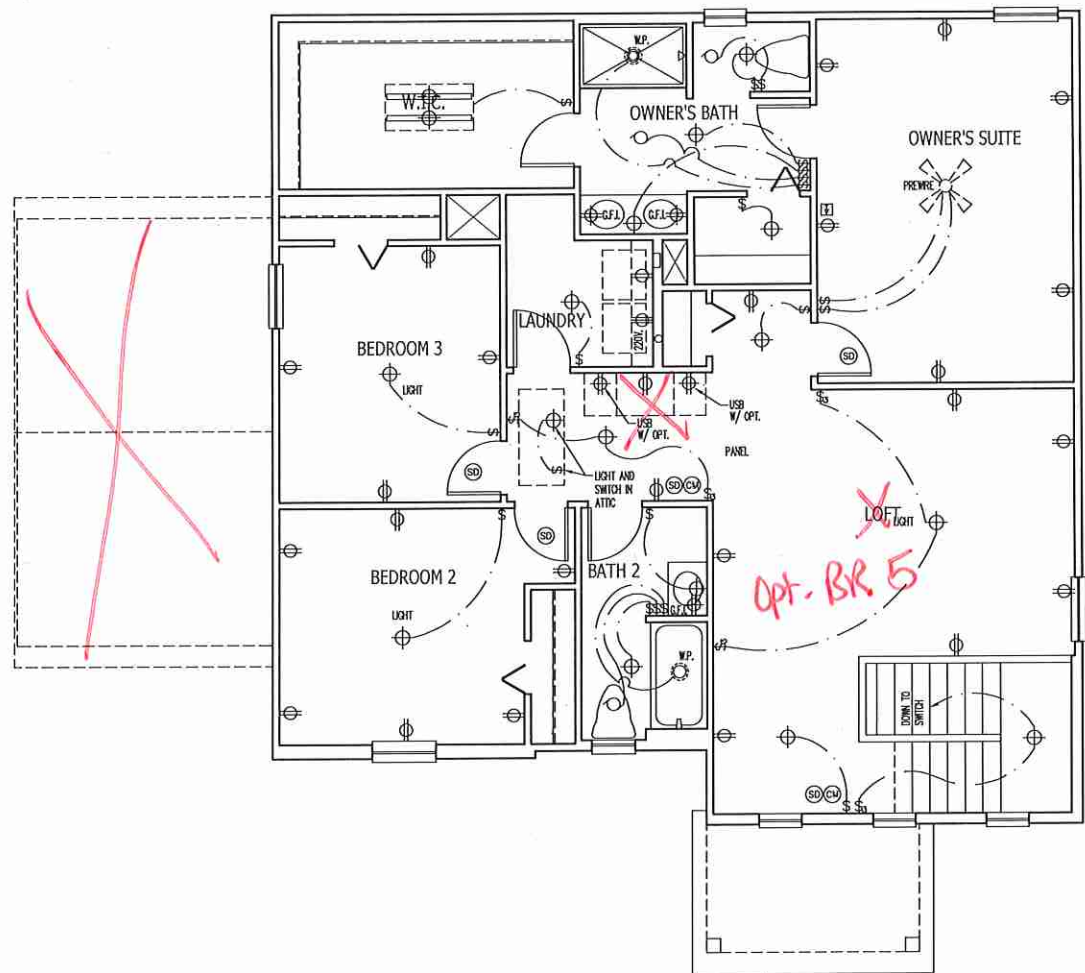 W.P.
W.I.C.
OWNER'S BATH
OWNER'S SUITE
PREWRE
G.F.I.
G.F.I.
LAUNDRY
220V.
BEDROOM 3
LIGHT
SD
USB
W/ OPT.
USB
W/ OPT.
PANEL
SD
LIGHT AND
SWITCH IN
ATTIC
SD
CM
LOFT
LIGHT
Opt. BR. 5
SD
BEDROOM 2
LIGHT
BATH 2
G.F.I.
W.P.
DOWN TO
SWITCH
SD
CM